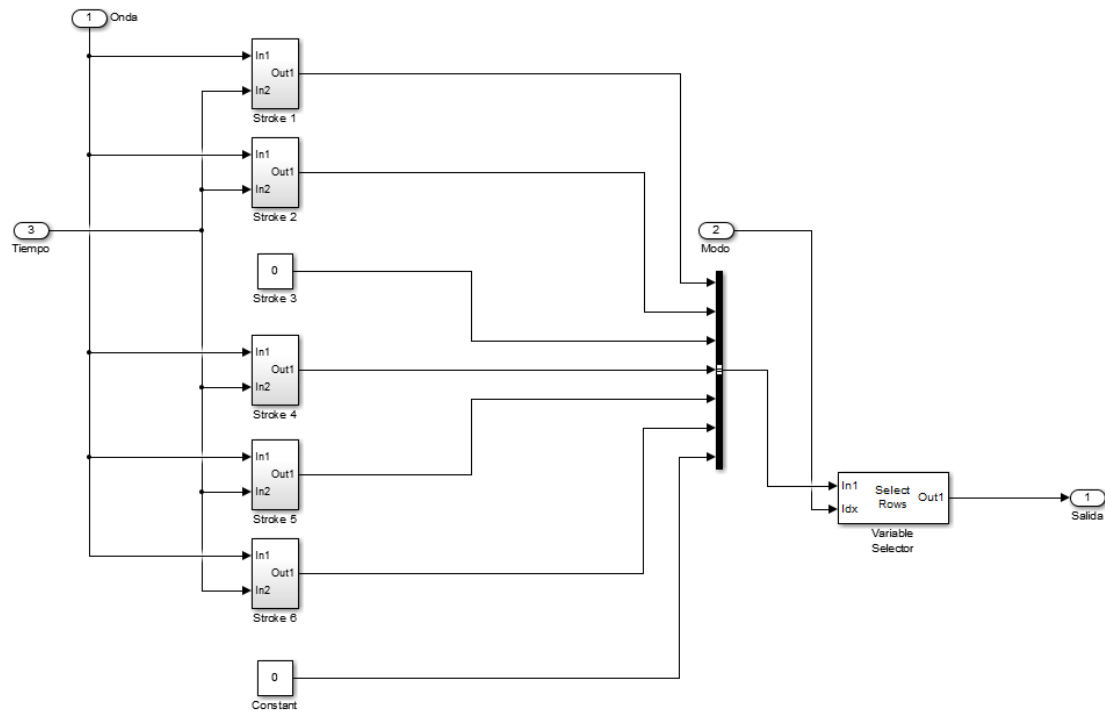 1 Onda
In1
Out1
In2
Stroke 1
In1
Out1
In2
Stroke 2
3
Tiempo
2
Modo
0
Stroke 3
In1
Out1
In2
Stroke 4
In1
Out1
In2
Stroke 5
In1 Select Rows Out1
Idx
Variable
Selector
1
Salida
In1
Out1
In2
Stroke 6
0
Constant